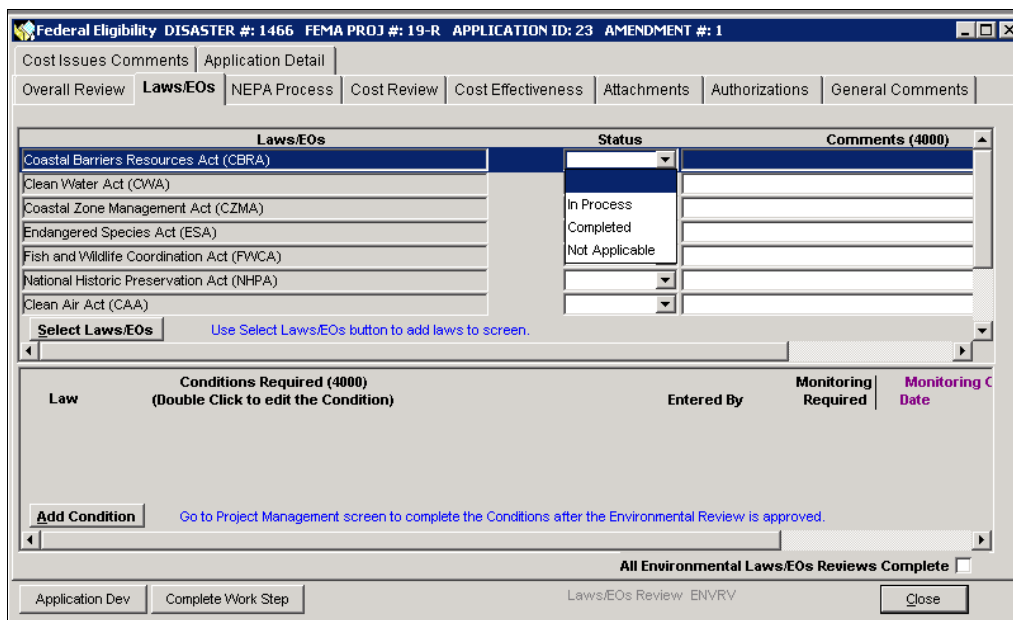 Federal Eligibility DISASTER #: 1466 FEMA PROJ #: 19-R APPLICATION ID: 23 AMENDMENT #: 1
Cost Issues Comments Application Detail
Overall Review Laws/EOs NEPA Process Cost Review Cost Effectiveness Attachments Authorizations General Comments
Laws/EOs Status Comments (4000)
Coastal Barriers Resources Act (CBRA)
Clean Water Act (CWA)
Coastal Zone Management Act (CZMA) In Process
Endangered Species Act (ESA) Completed
Fish and Wildlife Coordination Act (FWCA) Not Applicable
National Historic Preservation Act (NHPA)
Clean Air Act (CAA)
Select Laws/EOs Use Select Laws/EOs button to add laws to screen.
Conditions Required (4000) Monitoring Monitoring C
Law (Double Click to edit the Condition) Entered By Required Date
Add Condition Go to Project Management screen to complete the Conditions after the Environmental Review is approved.
All Environmental Laws/EOs Reviews Complete
Application Dev Complete Work Step Laws/EOs Review ENVRV Close